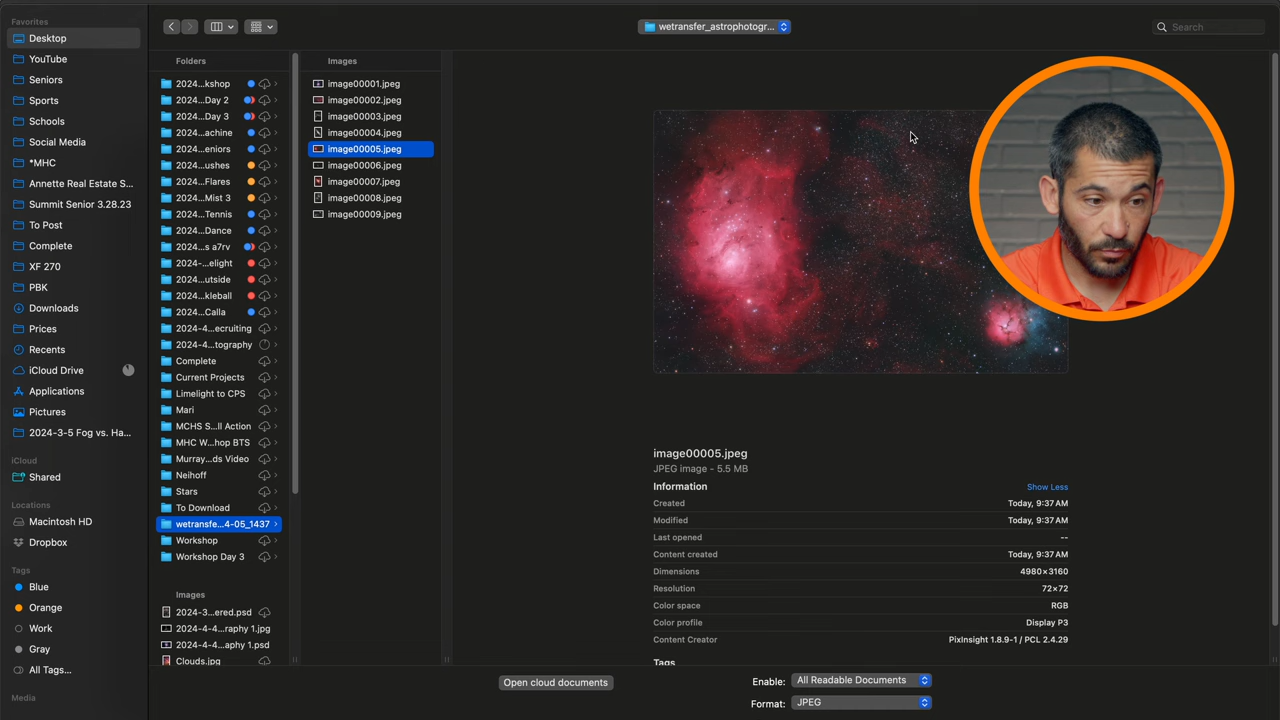 Favorites
Desktop
YouTube
Seniors
Sports
Schools
Social Media
*MHC
Annette Real Estate S...
Summit Senior 3.28.23
To Post
Complete
XF 270
PBK
Downloads
Prices
Recents
iCloud Drive
Applications
Pictures
2024-3-5 Fog vs. Ha...
iCloud
Shared
Locations
Macintosh HD
Dropbox
Tags
Blue
Orange
Work
Gray
All Tags...
Media
wetransfer_astrophotogr...
Search
Folders
2024...kshop
2024...Day 2
2024...Day 3
2024...achine
2024...eniors
2024...ushes
2024...Flares
2024...Mist 3
2024...Tennis
2024...Dance
2024...s a7rv
2024-...elight
2024...utside
2024...kleball
2024...Calla
2024-4...ecruiting
2024-4...tography
Complete
Current Projects
Limelight to CPS
Mari
MCHS S...ll Action
MHC W...hop BTS
Murray...ds Video
Neihoff
Stars
To Download
wetransfe...4-05_1437
Workshop
Workshop Day 3
Images
2024-3...ered.psd
2024-4-4...raphy 1.jpg
2024-4-4...raphy 1.psd
Clouds.jpg
Images
image00001.jpeg
image00002.jpeg
image00003.jpeg
image00004.jpeg
image00005.jpeg
image00006.jpeg
image00007.jpeg
image00008.jpeg
image00009.jpeg
image00005.jpeg
JPEG image - 5.5 MB
Information Show Less
Created Today, 9:37 AM
Modified Today, 9:37 AM
Last opened --
Content created Today, 9:37 AM
Dimensions 4980×3160
Resolution 72×72
Color space RGB
Color profile Display P3
Content Creator PixInsight 1.8.9-1 / PCL 2.4.29
Tags
Open cloud documents
Enable: All Readable Documents
Format: JPEG